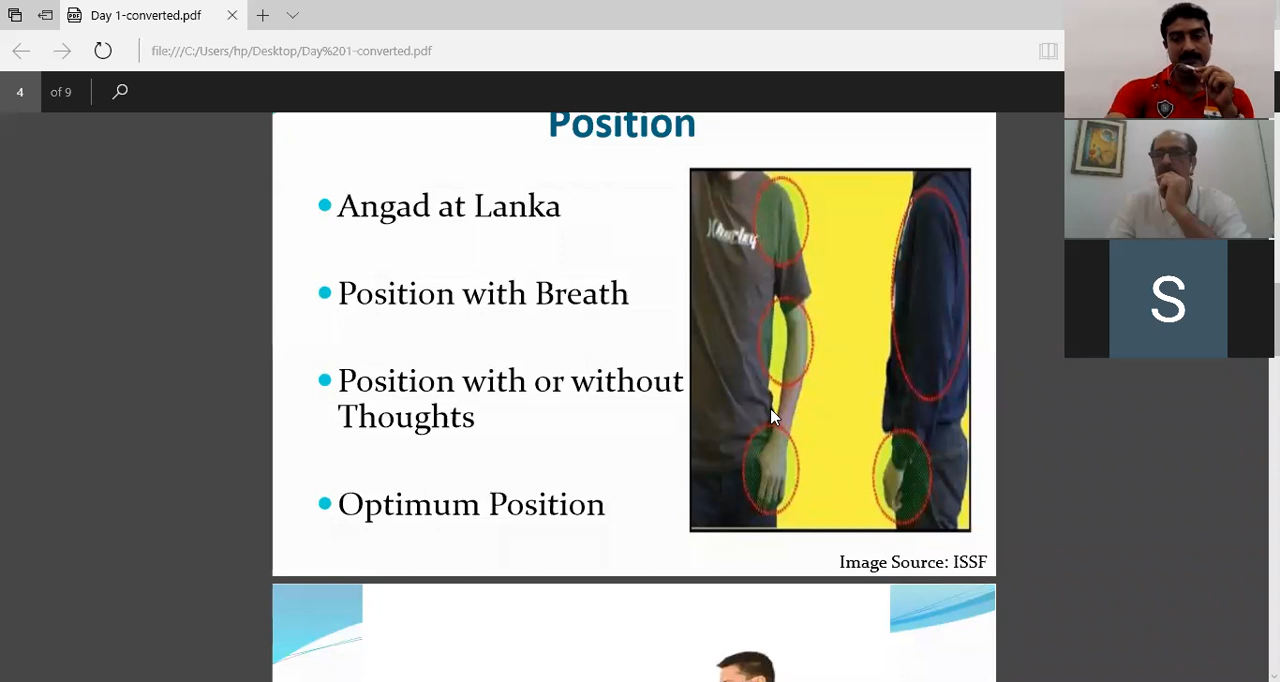 Day 1-converted.pdf
file:///C:/Users/hp/Desktop/Day%201-converted.pdf
4 of 9
Position
Angad at Lanka
Position with Breath
Position with or without
Thoughts
Optimum Position
Hurley
Image Source: ISSF
S